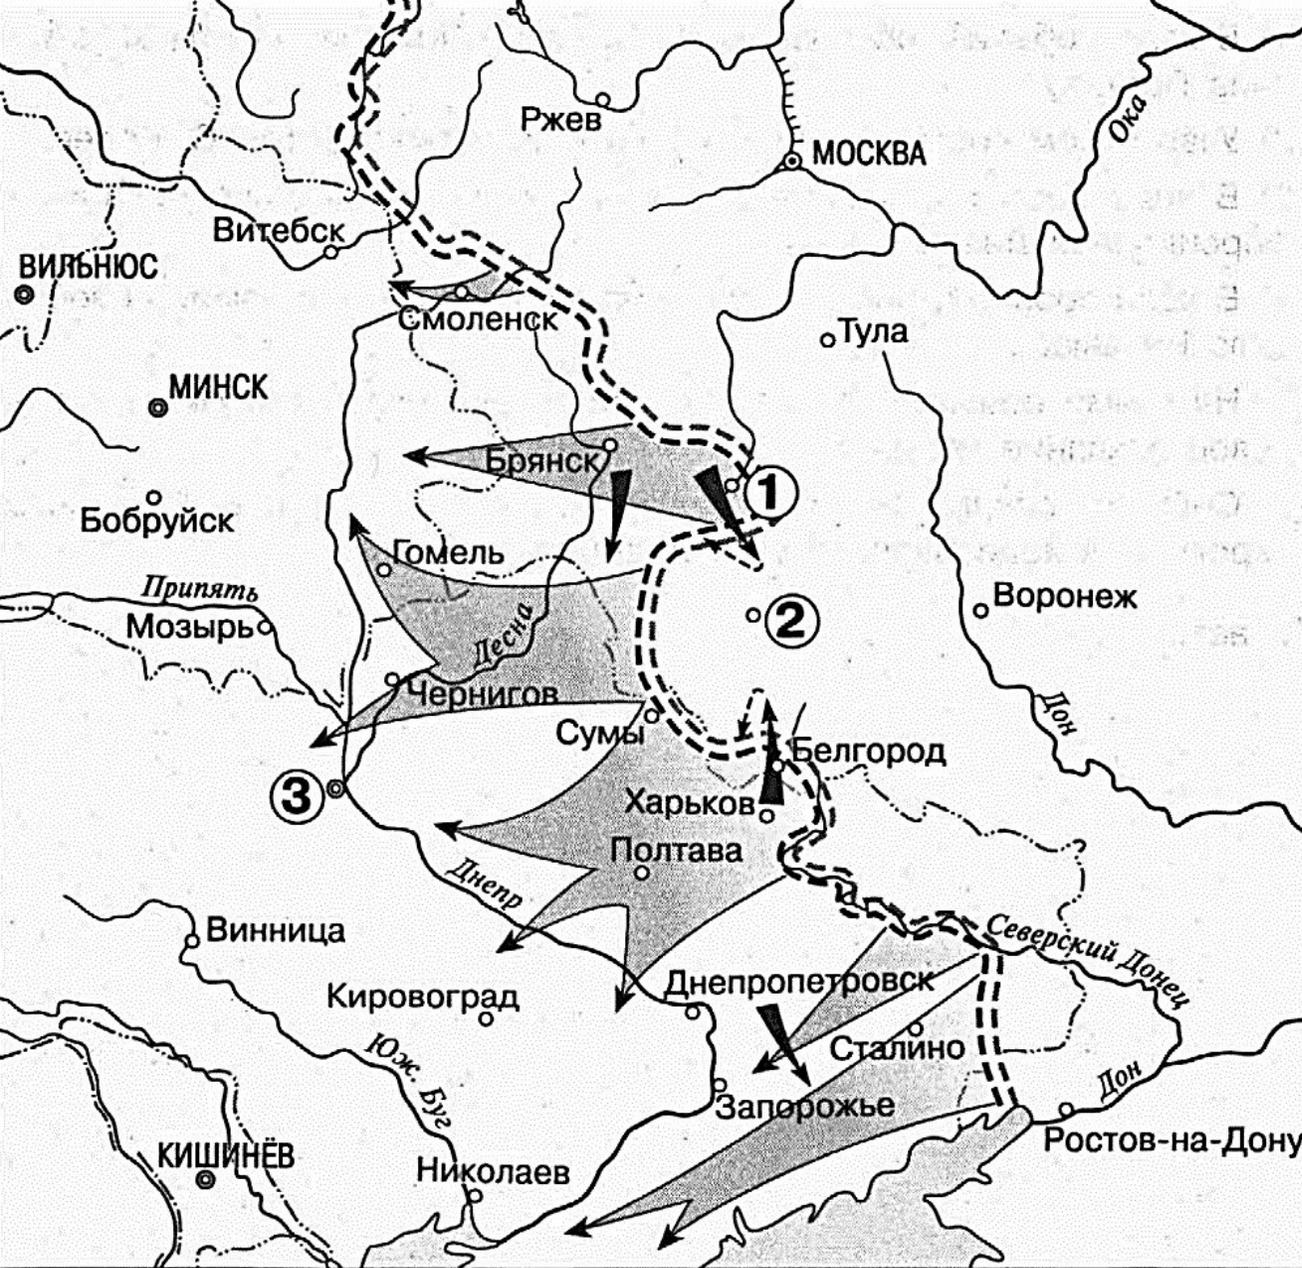 Ржев
МОСКВА
Ока
Витебск
ВИЛЬНЮС
Смоленск
Тула
МИНСК
Брянск
1
Бобруйск
Гомель
Припять
Воронеж
Мозырь
2
Десна
Чернигов
Сумы
Дон
Белгород
3
Харьков
Полтава
Днепр
Винница
Северский Донец
Днепропетровск
Кировоград
Сталино
Юж. Буг
Дон
Запорожье
Ростов-на-Дону
КИШИНЁВ
Николаев